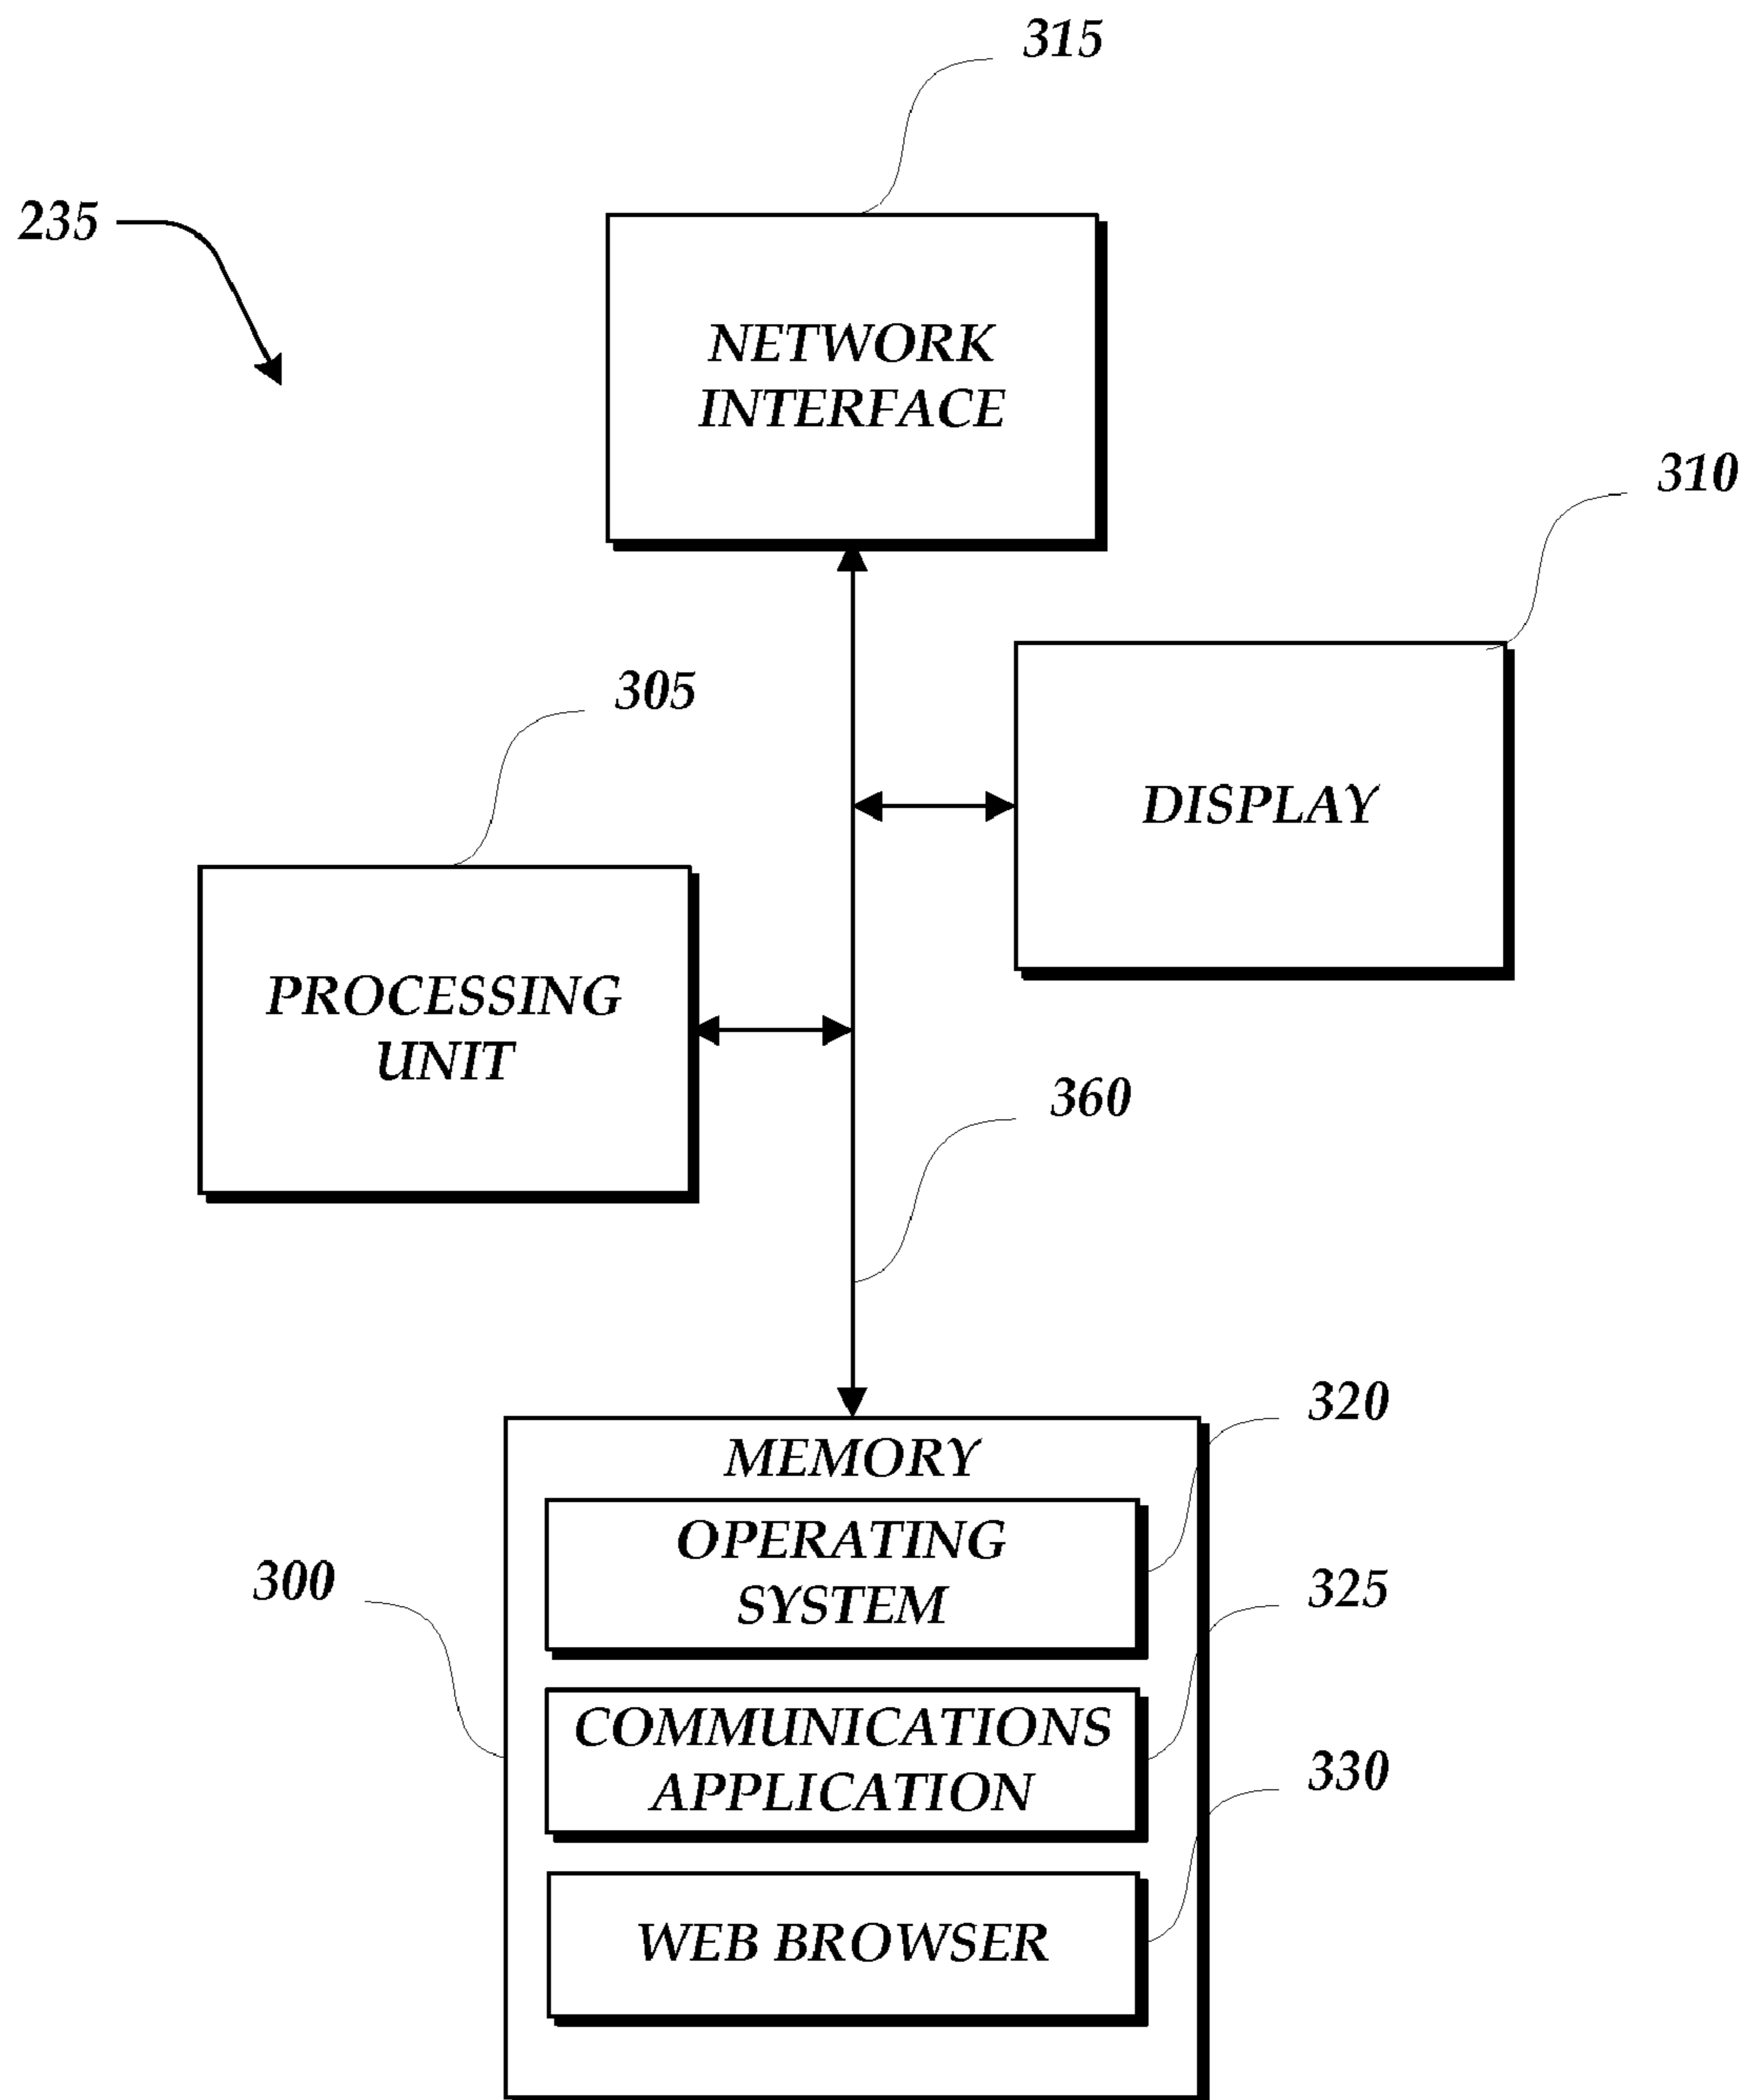 315
235
NETWORK
INTERFACE
310
305
DISPLAY
PROCESSING
UNIT
360
MEMORY
320
OPERATING
SYSTEM
300
325
COMMUNICATIONS
APPLICATION
330
WEB BROWSER